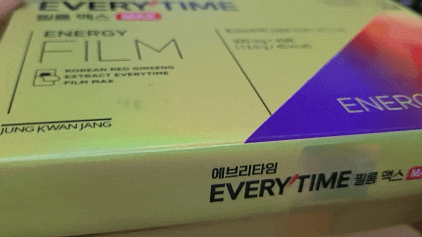 EVERYTIME
필름 맥스 MAX
ENERGY
FILM
KOREAN RED GINSENG
EXTRACT EVERYTIME
FILM MAX
JUNG KWAN JANG
ENERG
에브리타임
EVERYTIME 필름 맥스